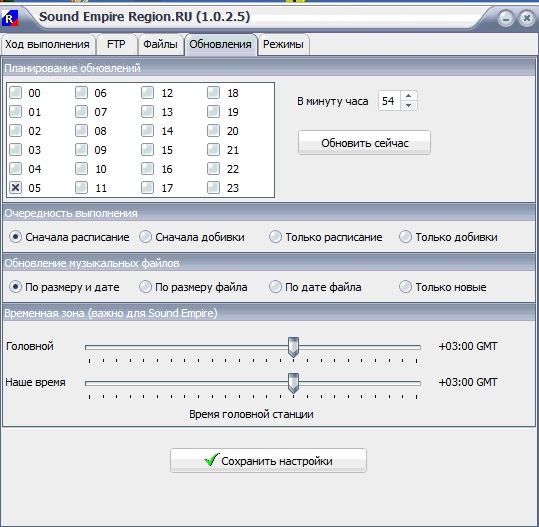 R Sound Empire Region.RU (1.0.2.5)
Ход выполнения FTP Файлы Обновления Режимы
Планирование обновлений
00 06 12 18
01 07 13 19
02 08 14 20
03 09 15 21
04 10 16 22
05 11 17 23
В минуту часа 54
Обновить сейчас
Очередность выполнения
Сначала расписание Сначала добивки Только расписание Только добивки
Обновление музыкальных файлов
По размеру и дате По размеру файла По дате файла Только новые
Временная зона (важно для Sound Empire)
Головной +03:00 GMT
Наше время +03:00 GMT
Время головной станции
Сохранить настройки